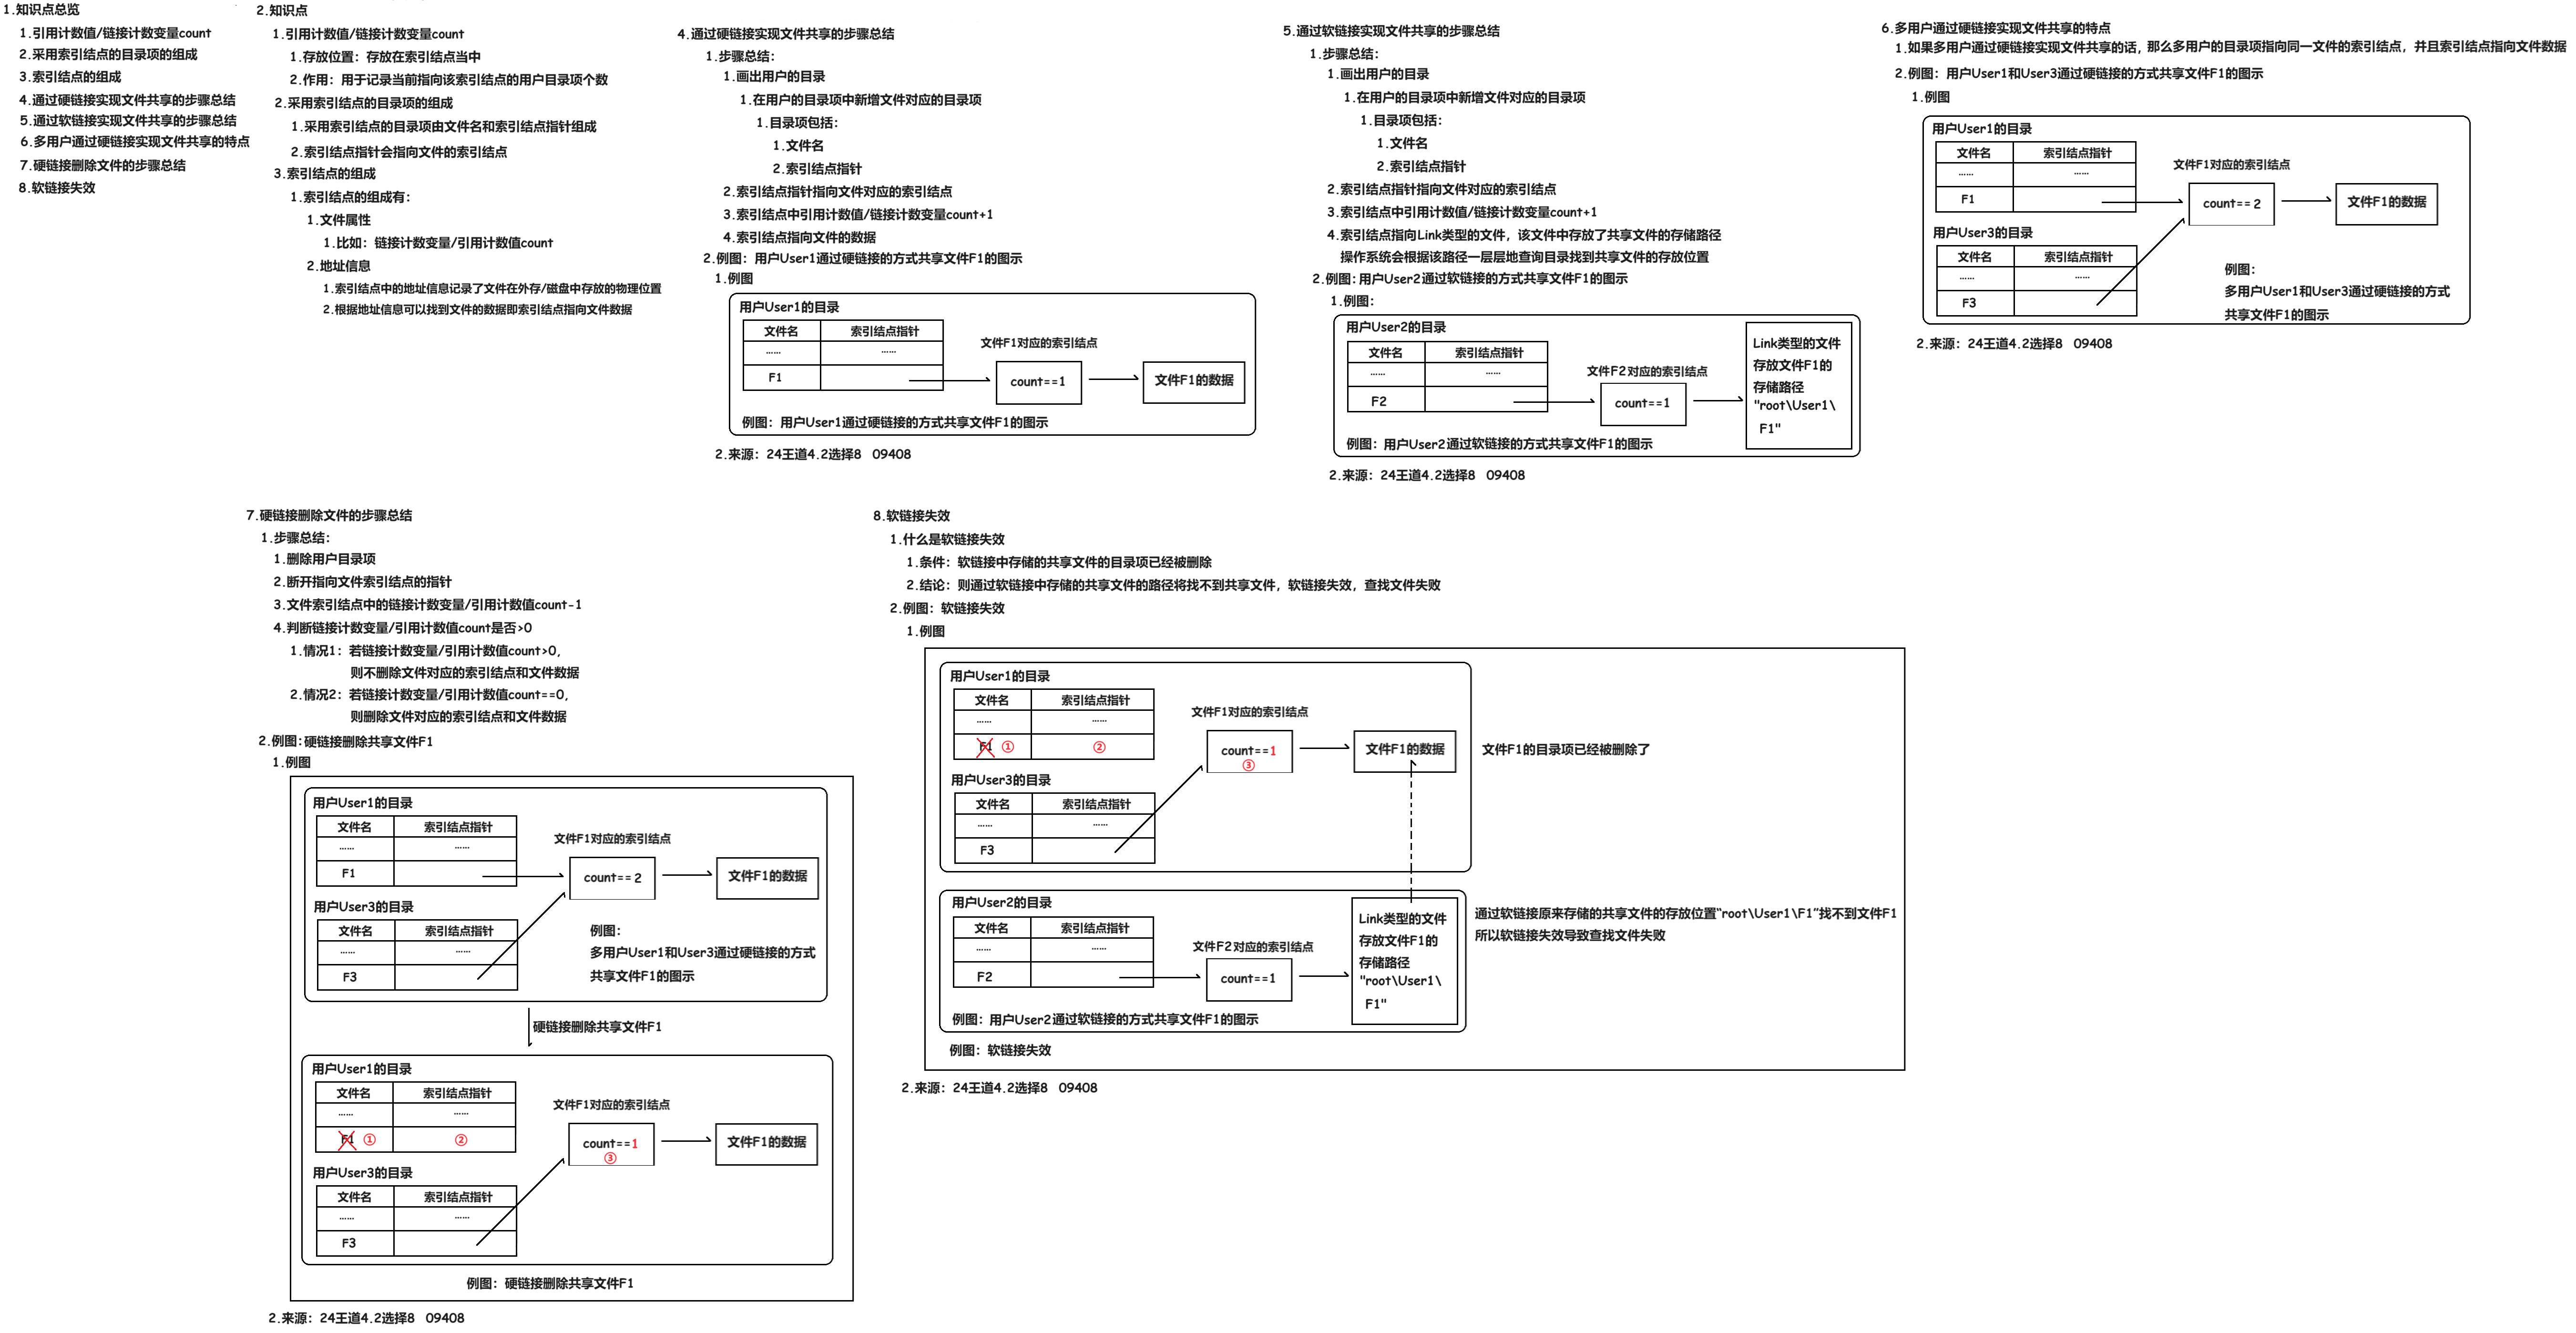 1.知识点总览
1.引用计数值/链接计数变量count
2.采用索引结点的目录项的组成
3.索引结点的组成
4.通过硬链接实现文件共享的步骤总结
5.通过软链接实现文件共享的步骤总结
6.多用户通过硬链接实现文件共享的特点
7.硬链接删除文件的步骤总结
8.软链接失效
2.知识点
1.引用计数值/链接计数变量count
1.存放位置：存放在索引结点当中
2.作用：用于记录当前指向该索引结点的用户目录项个数
2.采用索引结点的目录项的组成
1.采用索引结点的目录项由文件名和索引结点指针组成
2.索引结点指针会指向文件的索引结点
3.索引结点的组成
1.索引结点的组成有：
1.文件属性
1.比如：链接计数变量/引用计数值count
2.地址信息
1.索引结点中的地址信息记录了文件在外存/磁盘中存放的物理位置
2.根据地址信息可以找到文件的数据即索引结点指向文件数据
4.通过硬链接实现文件共享的步骤总结
1.步骤总结：
1.画出用户的目录
1.在用户的目录项中新增文件对应的目录项
1.目录项包括：
1.文件名
2.索引结点指针
2.索引结点指针指向文件对应的索引结点
3.索引结点中引用计数值/链接计数变量count+1
4.索引结点指向文件的数据
2.例图：用户User1通过硬链接的方式共享文件F1的图示
1.例图
用户User1的目录
文件名 索引结点指针
…… ……
F1
文件F1对应的索引结点
count==1
文件F1的数据
例图：用户User1通过硬链接的方式共享文件F1的图示
2.来源：24王道4.2选择8 09408
5.通过软链接实现文件共享的步骤总结
1.步骤总结：
1.画出用户的目录
1.在用户的目录项中新增文件对应的目录项
1.目录项包括：
1.文件名
2.索引结点指针
2.索引结点指针指向文件对应的索引结点
3.索引结点中引用计数值/链接计数变量count+1
4.索引结点指向Link类型的文件，该文件中存放了共享文件的存储路径
操作系统会根据该路径一层层地查询目录找到共享文件的存放位置
2.例图：用户User2通过软链接的方式共享文件F1的图示
1.例图：
用户User2的目录
文件名 索引结点指针
…… ……
F2
文件F2对应的索引结点
count==1
Link类型的文件
存放文件F1的
存储路径
"root\User1\
F1"
例图：用户User2通过软链接的方式共享文件F1的图示
2.来源：24王道4.2选择8 09408
6.多用户通过硬链接实现文件共享的特点
1.如果多用户通过硬链接实现文件共享的话，那么多用户的目录项指向同一文件的索引结点，并且索引结点指向文件数据
2.例图：用户User1和User3通过硬链接的方式共享文件F1的图示
1.例图
用户User1的目录
文件名 索引结点指针
…… ……
F1
文件F1对应的索引结点
count==2
文件F1的数据
用户User3的目录
文件名 索引结点指针
…… ……
F3
例图：
多用户User1和User3通过硬链接的方式
共享文件F1的图示
2.来源：24王道4.2选择8 09408
7.硬链接删除文件的步骤总结
1.步骤总结：
1.删除用户目录项
2.断开指向文件索引结点的指针
3.文件索引结点中的链接计数变量/引用计数值count-1
4.判断链接计数变量/引用计数值count是否>0
1.情况1：若链接计数变量/引用计数值count>0，
则不删除文件对应的索引结点和文件数据
2.情况2：若链接计数变量/引用计数值count==0，
则删除文件对应的索引结点和文件数据
2.例图：硬链接删除共享文件F1
1.例图
用户User1的目录
文件名 索引结点指针
…… ……
F1
文件F1对应的索引结点
count==2
文件F1的数据
用户User3的目录
文件名 索引结点指针
…… ……
F3
例图：
多用户User1和User3通过硬链接的方式
共享文件F1的图示
硬链接删除共享文件F1
用户User1的目录
文件名 索引结点指针
…… ……
F1 ① ②
文件F1对应的索引结点
count==1
③
文件F1的数据
用户User3的目录
文件名 索引结点指针
…… ……
F3
例图：硬链接删除共享文件F1
2.来源：24王道4.2选择8 09408
8.软链接失效
1.什么是软链接失效
1.条件：软链接中存储的共享文件的目录项已经被删除
2.结论：则通过软链接中存储的共享文件的路径将找不到共享文件，软链接失效，查找文件失败
2.例图：软链接失效
1.例图
用户User1的目录
文件名 索引结点指针
…… ……
F1 ① ②
文件F1对应的索引结点
count==1
③
文件F1的数据
文件F1的目录项已经被删除了
用户User3的目录
文件名 索引结点指针
…… ……
F3
用户User2的目录
文件名 索引结点指针
…… ……
F2
文件F2对应的索引结点
count==1
Link类型的文件
存放文件F1的
存储路径
"root\User1\
F1"
通过软链接原来存储的共享文件的存放位置"root\User1\F1"找不到文件F1
所以软链接失效导致查找文件失败
例图：用户User2通过软链接的方式共享文件F1的图示
例图：软链接失效
2.来源：24王道4.2选择8 09408